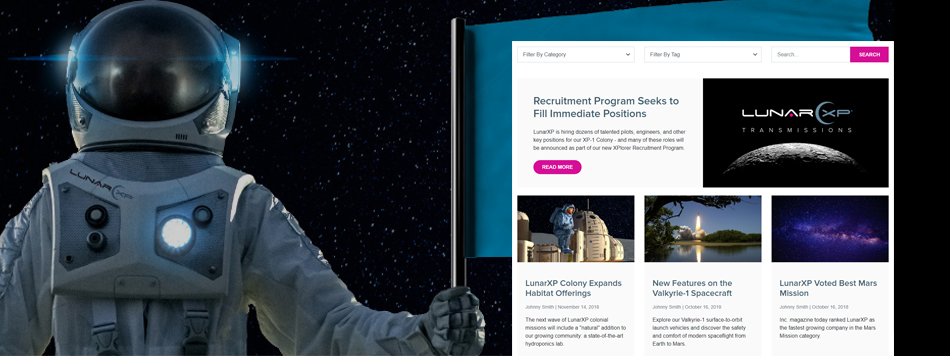 LUNAR XP
Filter By Category
Filter By Tag
Search...
SEARCH
Recruitment Program Seeks to
Fill Immediate Positions
LunarXP is hiring dozens of talented pilots, engineers, and other
key positions for our XP-1 Colony - and many of these roles will
be announced as part of our new XPlorer Recruitment Program.
READ MORE
LUNAR XP
TRANSMISSIONS
LunarXP Colony Expands
Habitat Offerings
Johnny Smith | November 14, 2018
The next wave of LunarXP colonial
missions will include a "natural" addition to
our growing community: a state-of-the-art
hydroponics lab.
New Features on the
Valkyrie-1 Spacecraft
Johnny Smith | October 16, 2018
Explore our Valkyrie-1 surface-to-orbit
launch vehicles and discover the safety
and comfort of modern spaceflight from
Earth to Mars.
LunarXP Voted Best Mars
Mission
Johnny Smith | October 16, 2018
Inc. magazine today ranked LunarXP as
the fastest growing company in the Mars
Mission category.